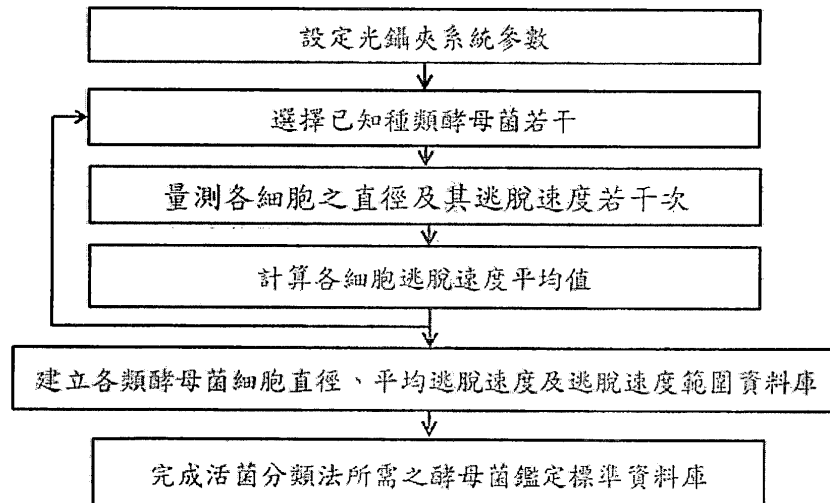 設定光鑷夾系統參數
選擇已知種類酵母菌若干
量測各細胞之直徑及其逃脫速度若干次
計算各細胞逃脫速度平均值
建立各類酵母菌細胞直徑、平均逃脫速度及逃脫速度範圍資料庫
完成活菌分類法所需之酵母菌鑑定標準資料庫